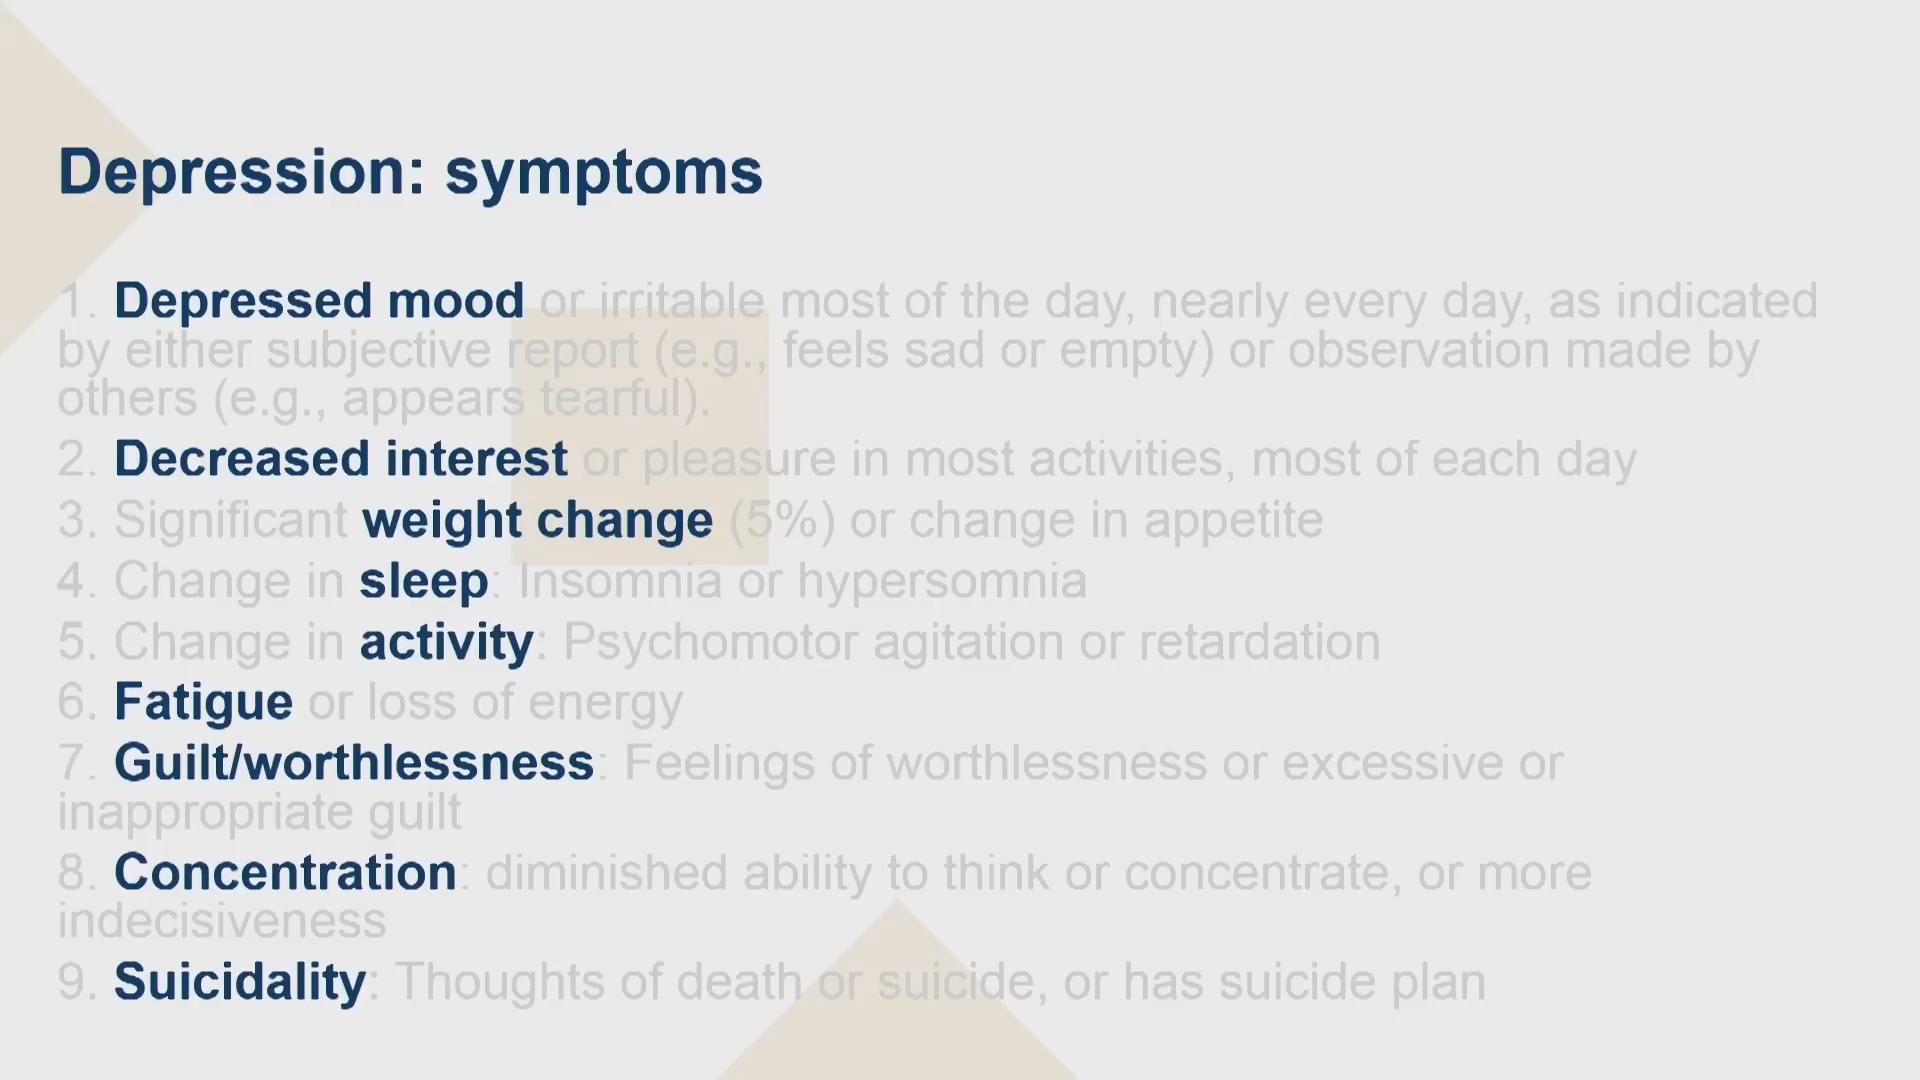 Depression: symptoms
1. Depressed mood or irritable most of the day, nearly every day, as indicated
by either subjective report (e.g., feels sad or empty) or observation made by
others (e.g., appears tearful).
2. Decreased interest or pleasure in most activities, most of each day
3. Significant weight change (5%) or change in appetite
4. Change in sleep: Insomnia or hypersomnia
5. Change in activity: Psychomotor agitation or retardation
6. Fatigue or loss of energy
7. Guilt/worthlessness: Feelings of worthlessness or excessive or
inappropriate guilt
8. Concentration: diminished ability to think or concentrate, or more
indecisiveness
9. Suicidality: Thoughts of death or suicide, or has suicide plan